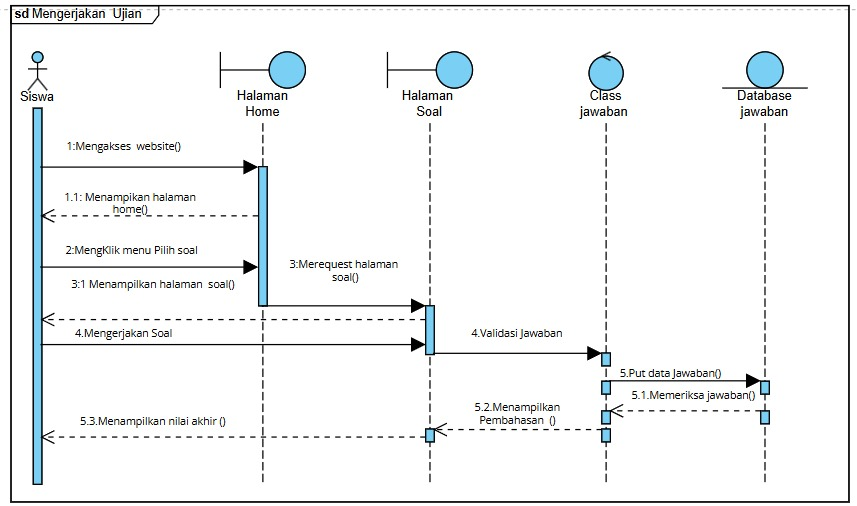 sd Mengerjakan Ujian
Siswa
Halaman
Home
Halaman
Soal
Class
jawaban
Database
jawaban
1:Mengakses website()
1.1: Menampikan halaman
home()
2:MengKlik menu Pilih soal
3:Merequest halaman
soal()
3:1 Menampilkan halaman soal()
4.Mengerjakan Soal
4.Validasi Jawaban
5.Put data Jawaban()
5.1.Memeriksa jawaban()
5.2.Menampilkan
Pembahasan ()
5.3.Menampilkan nilai akhir ()